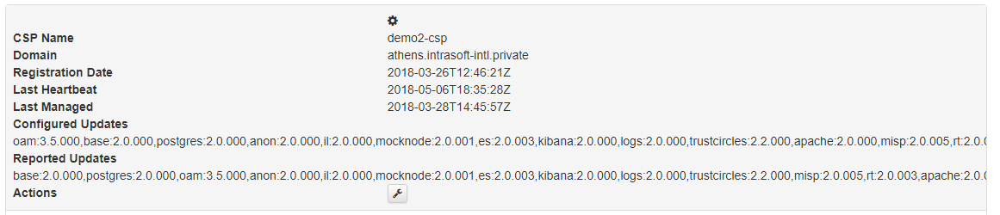 CSP Name demo2-csp
Domain athens.intrasoft-intl.private
Registration Date 2018-03-26T12:46:21Z
Last Heartbeat 2018-05-06T18:35:28Z
Last Managed 2018-03-28T14:45:57Z
Configured Updates
oam:3.5.000,base:2.0.000,postgres:2.0.000,anon:2.0.000,il:2.0.000,mocknode:2.0.001,es:2.0.003,kibana:2.0.000,logs:2.0.000,trustcircles:2.2.000,apache:2.0.000,misp:2.0.005,rt:2.0.0
Reported Updates
base:2.0.000,postgres:2.0.000,oam:3.5.000,anon:2.0.000,il:2.0.000,mocknode:2.0.001,es:2.0.003,kibana:2.0.000,logs:2.0.000,trustcircles:2.2.000,misp:2.0.005,rt:2.0.003,apache:2.0.0
Actions